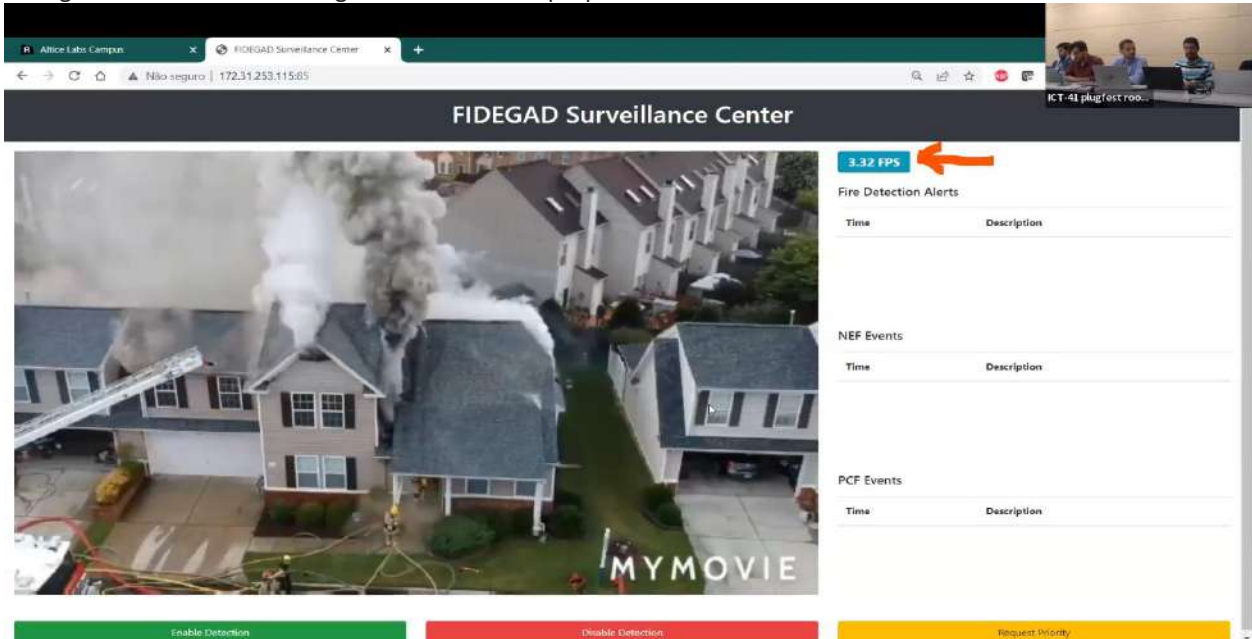 Altice Labs Campus
FIDEGAD Surveillance Center
Não seguro | 172.31.253.115:85
ICT-41 plugfest roo...
FIDEGAD Surveillance Center
3.32 FPS
Fire Detection Alerts
Time Description
NEF Events
Time Description
PCF Events
Time Description
MYMOVIE
Enable Detection Disable Detection Request Priority